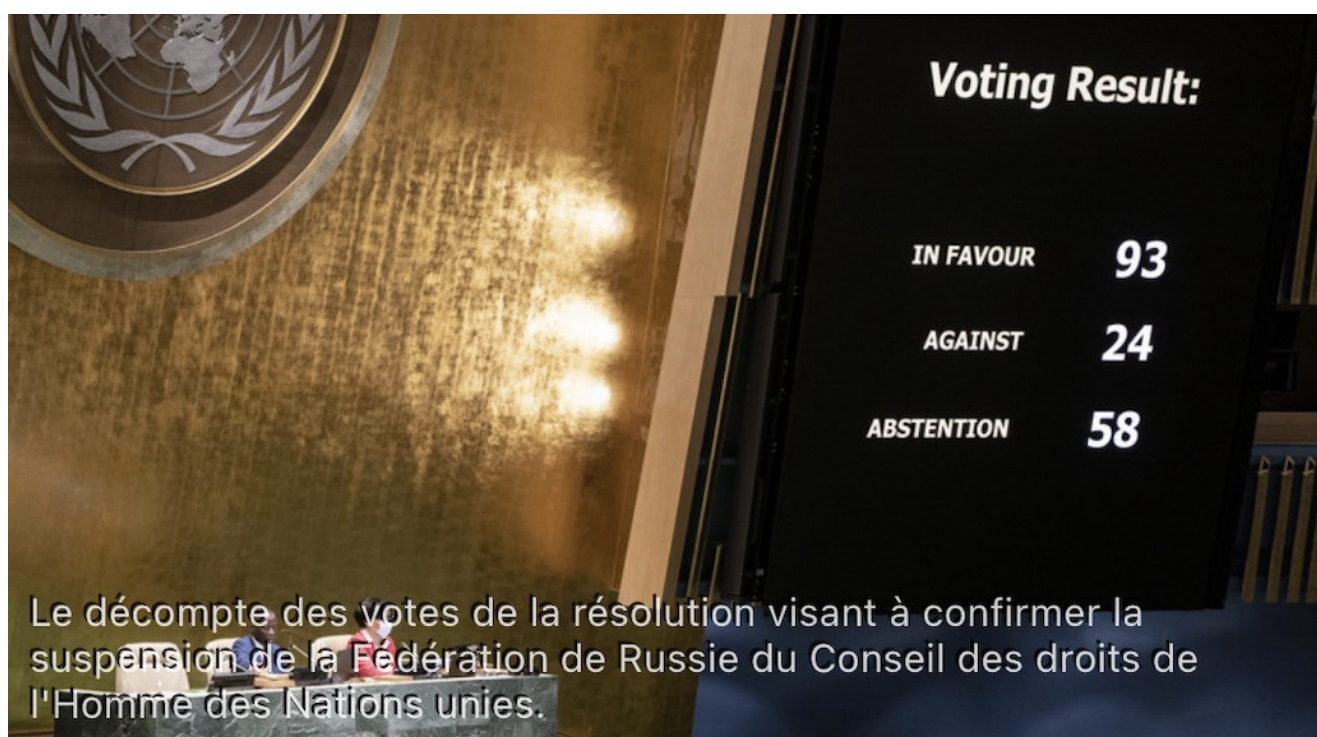 Voting Result:
IN FAVOUR 93
AGAINST 24
ABSTENTION 58
Le décompte des votes de la résolution visant à confirmer la
suspension de la Fédération de Russie du Conseil des droits de
l'Homme des Nations unies.